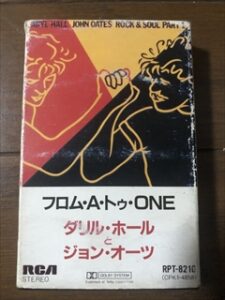 DARYL HALL JOHN OATES ROCK & SOUL PART 1
フロム・A・トゥ・ONE
ダリル・ホール
と
ジョン・オーツ
RCA
STEREO
DOLBY SYSTEM
RPT-8210